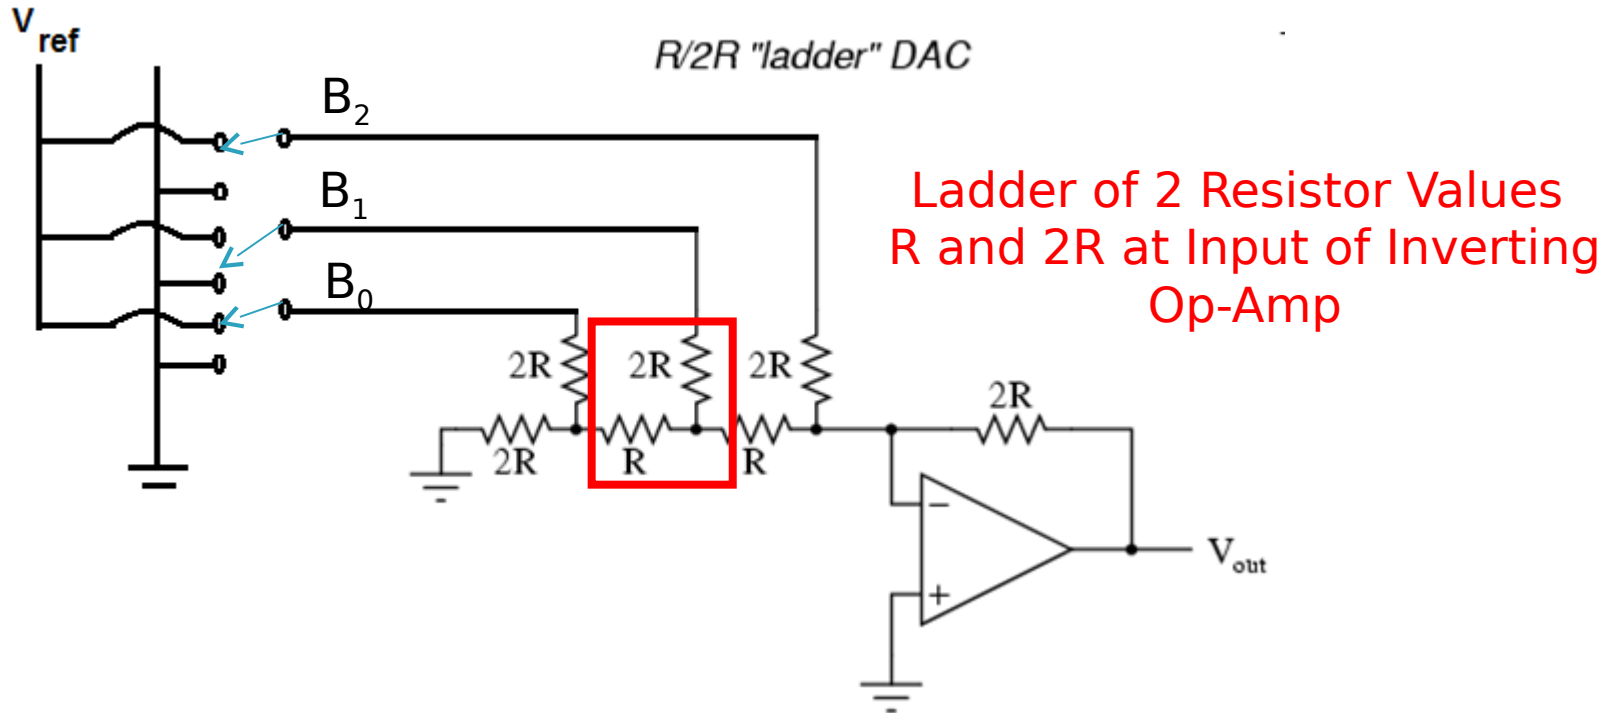 V ref
R/2R "ladder" DAC
B2
B1
B0
Ladder of 2 Resistor Values
R and 2R at Input of Inverting
Op-Amp
2R 2R 2R
2R
2R R R
−
+
Vout